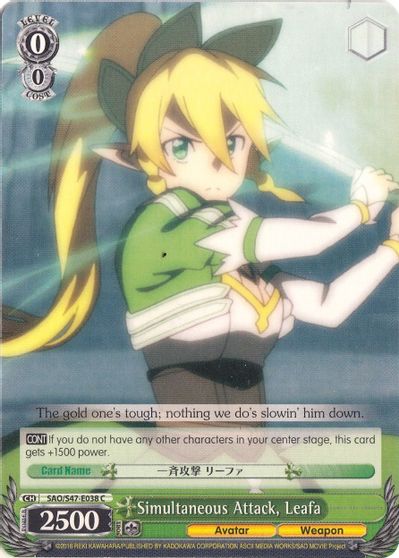 LEVEL
0
0
COST
The gold one's tough; nothing we do's slowin' him down.
CONT If you do not have any other characters in your center stage, this card
gets +1500 power.
Card Name 一斉攻撃 リーファ
CH SAO/S47-E038 C
Simultaneous Attack, Leafa
POWER 2500 SOUL
Avatar Weapon
©2016 REKI KAWAHARA/PUBLISHED BY KADOKAWA CORPORATION ASCII MEDIA WORKS/SAO MOVIE Project